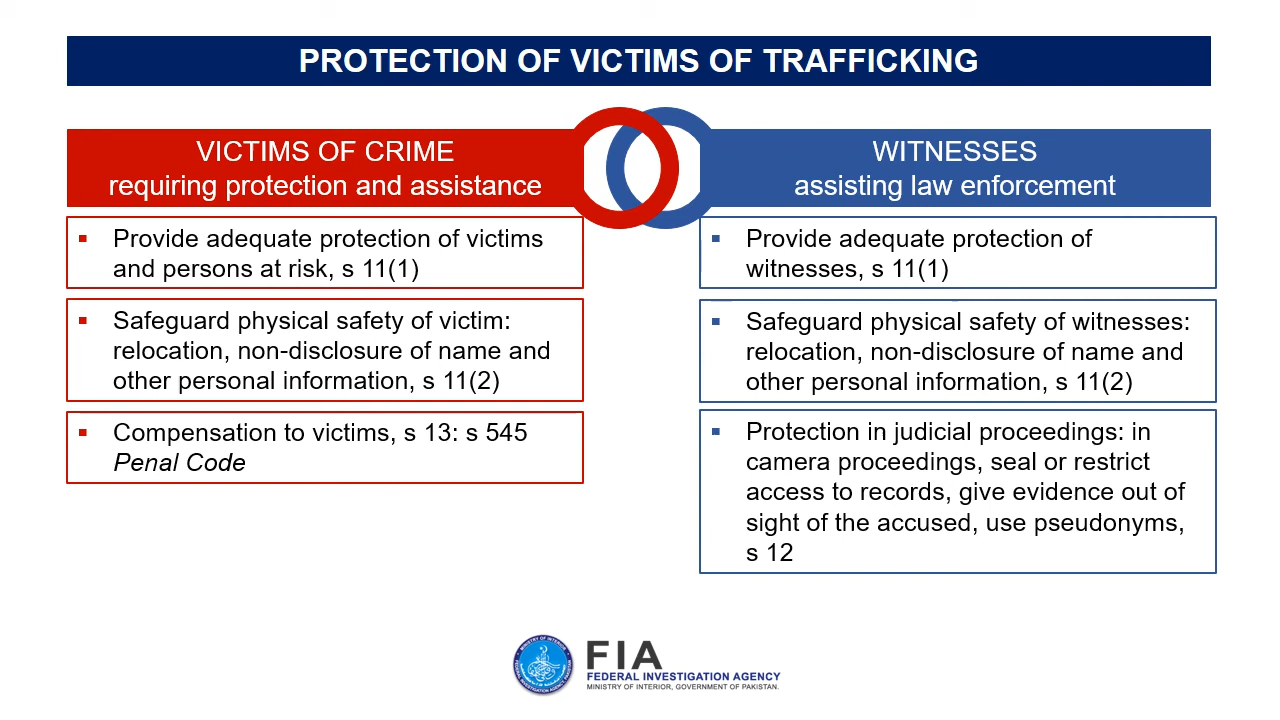 PROTECTION OF VICTIMS OF TRAFFICKING
VICTIMS OF CRIME
requiring protection and assistance
▪ Provide adequate protection of victims
and persons at risk, s 11(1)
▪ Safeguard physical safety of victim:
relocation, non-disclosure of name and
other personal information, s 11(2)
▪ Compensation to victims, s 13: s 545
Penal Code
WITNESSES
assisting law enforcement
▪ Provide adequate protection of
witnesses, s 11(1)
▪ Safeguard physical safety of witnesses:
relocation, non-disclosure of name and
other personal information, s 11(2)
▪ Protection in judicial proceedings: in
camera proceedings, seal or restrict
access to records, give evidence out of
sight of the accused, use pseudonyms,
s 12
FIA
FEDERAL INVESTIGATION AGENCY
MINISTRY OF INTERIOR, GOVERNMENT OF PAKISTAN.